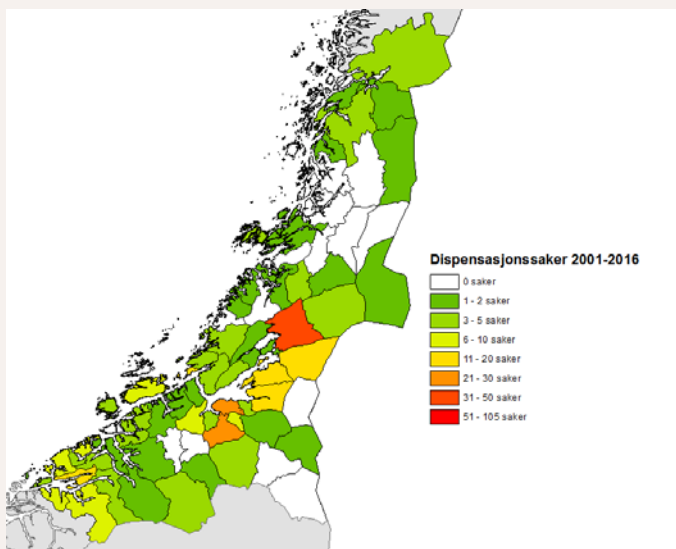 Dispensasjonssaker 2001-2016
0 saker
1 - 2 saker
3 - 5 saker
6 - 10 saker
11 - 20 saker
21 - 30 saker
31 - 50 saker
51 - 105 saker